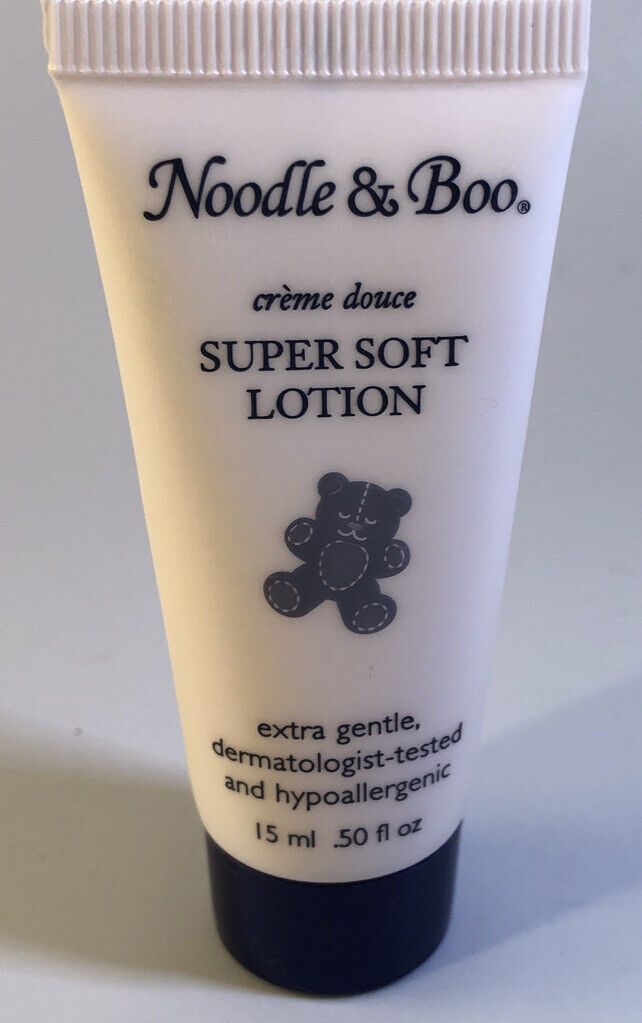 Noodle & Boo®
crème douce
SUPER SOFT
LOTION
extra gentle,
dermatologist-tested
and hypoallergenic
15 ml .50 fl oz